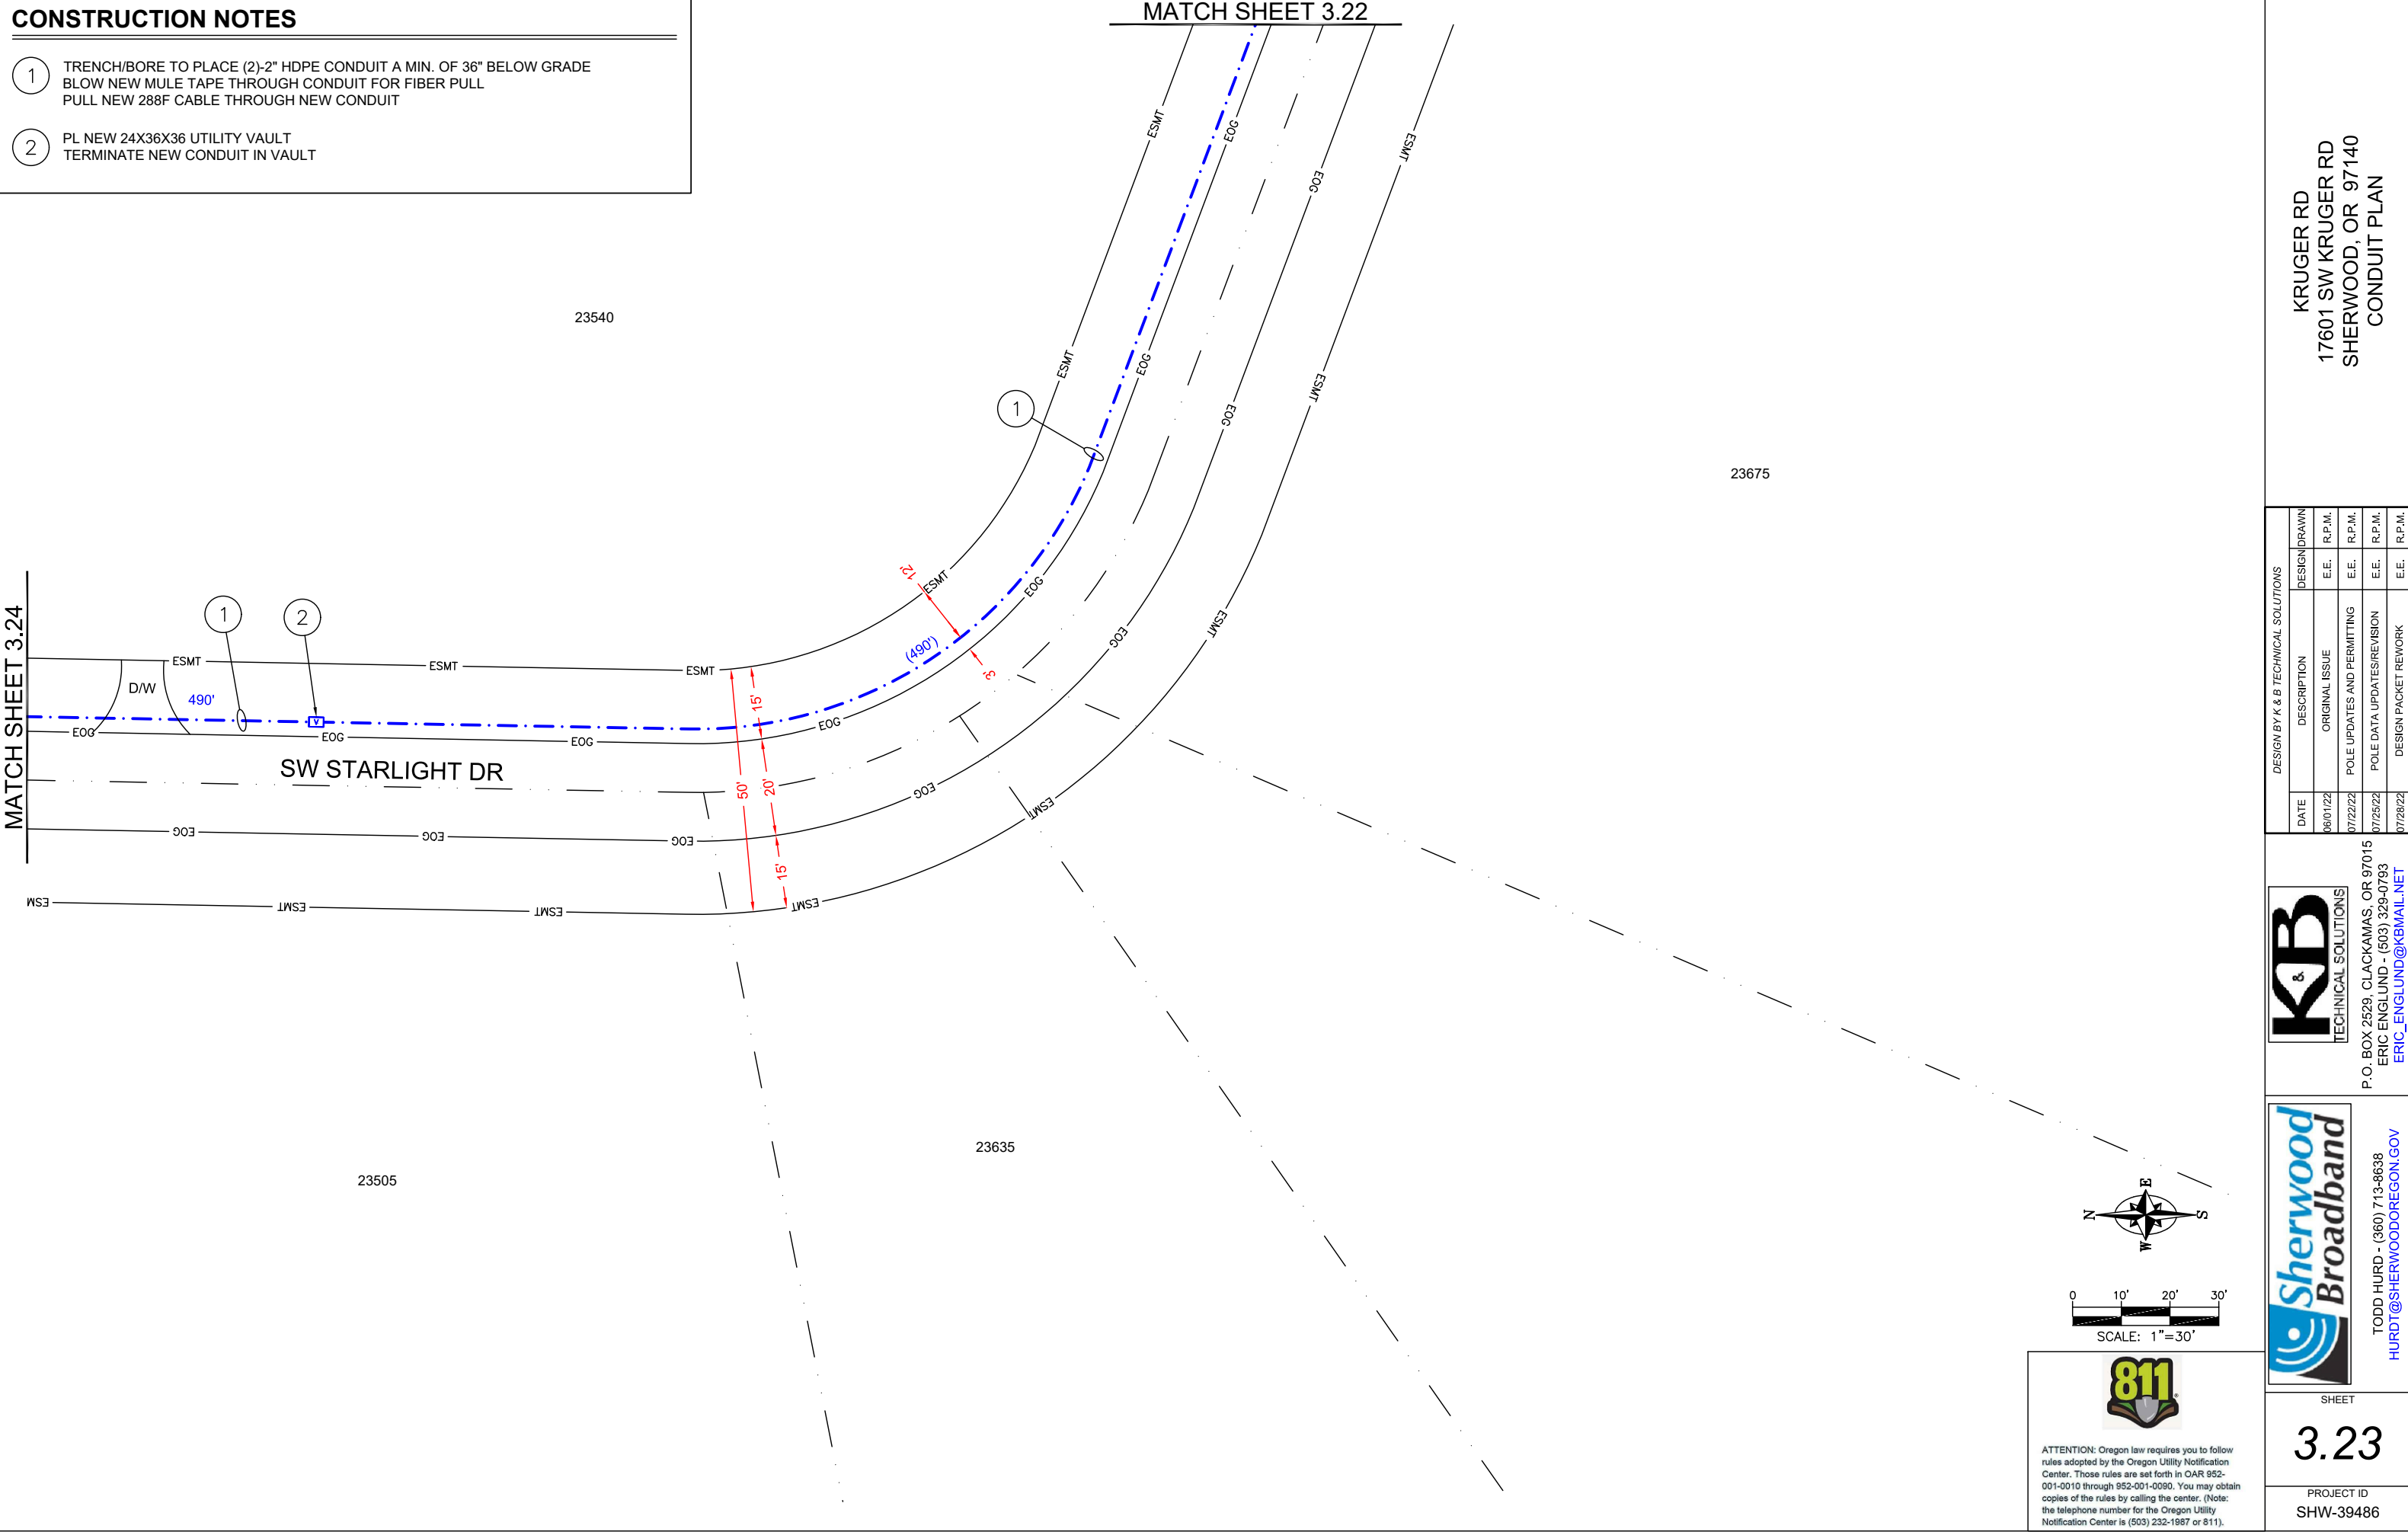 CONSTRUCTION NOTES
1
TRENCH/BORE TO PLACE (2)-2" HDPE CONDUIT A MIN. OF 36" BELOW GRADE
BLOW NEW MULE TAPE THROUGH CONDUIT FOR FIBER PULL
PULL NEW 288F CABLE THROUGH NEW CONDUIT
2
PL NEW 24X36X36 UTILITY VAULT
TERMINATE NEW CONDUIT IN VAULT
MATCH SHEET 3.22
ESMT
EOG
ESMT
EOG
23540
ESMT
EOG
ESMT
EOG
1
23675
12'
ESMT
EOG
(490')
3'
EOG
ESMT
MATCH SHEET 3.24
1
2
ESMT
ESMT
ESMT
D/W
490'
V
15'
EOG
EOG
EOG
EOG
SW STARLIGHT DR
50'
20'
EOG
ESMT
EOG
EOG
EOG
15'
ESM
ESMT
ESMT
ESMT
23635
23505
N
E
S
W
0 10' 20' 30'
SCALE: 1"=30'
811
ATTENTION: Oregon law requires you to follow
rules adopted by the Oregon Utility Notification
Center. Those rules are set forth in OAR 952-
001-0010 through 952-001-0090. You may obtain
copies of the rules by calling the center. (Note:
the telephone number for the Oregon Utility
Notification Center is (503) 232-1987 or 811).
KRUGER RD
17601 SW KRUGER RD
SHERWOOD, OR 97140
CONDUIT PLAN
DESIGN BY K & B TECHNICAL SOLUTIONS
DATE DESCRIPTION DESIGN DRAWN
06/01/22 ORIGINAL ISSUE E.E. R.P.M.
07/22/22 POLE UPDATES AND PERMITTING E.E. R.P.M.
07/25/22 POLE DATA UPDATES/REVISION E.E. R.P.M.
07/28/22 DESIGN PACKET REWORK E.E. R.P.M.
K&B
TECHNICAL SOLUTIONS
P.O. BOX 2529, CLACKAMAS, OR 97015
ERIC ENGLUND - (503) 329-0793
ERIC_ENGLUND@KBMAIL.NET
Sherwood
Broadband
TODD HURD - (360) 713-8638
HURDT@SHERWOODOREGON.GOV
SHEET
3.23
PROJECT ID
SHW-39486